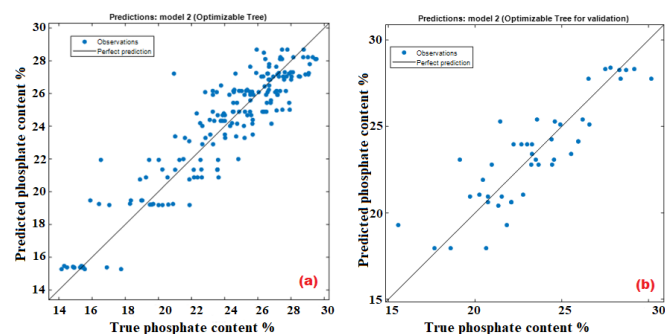 Predictions: model 2 (Optimizable Tree)
Observations
Perfect prediction
Predicted phosphate content %
30
28
26
24
22
20
18
16
14
14 16 18 20 22 24 26 28 30
True phosphate content %
(a)
Predictions: model 2 (Optimizable Tree for validation)
Observations
Perfect prediction
Predicted phosphate content %
30
25
20
15
15 20 25 30
True phosphate content %
(b)